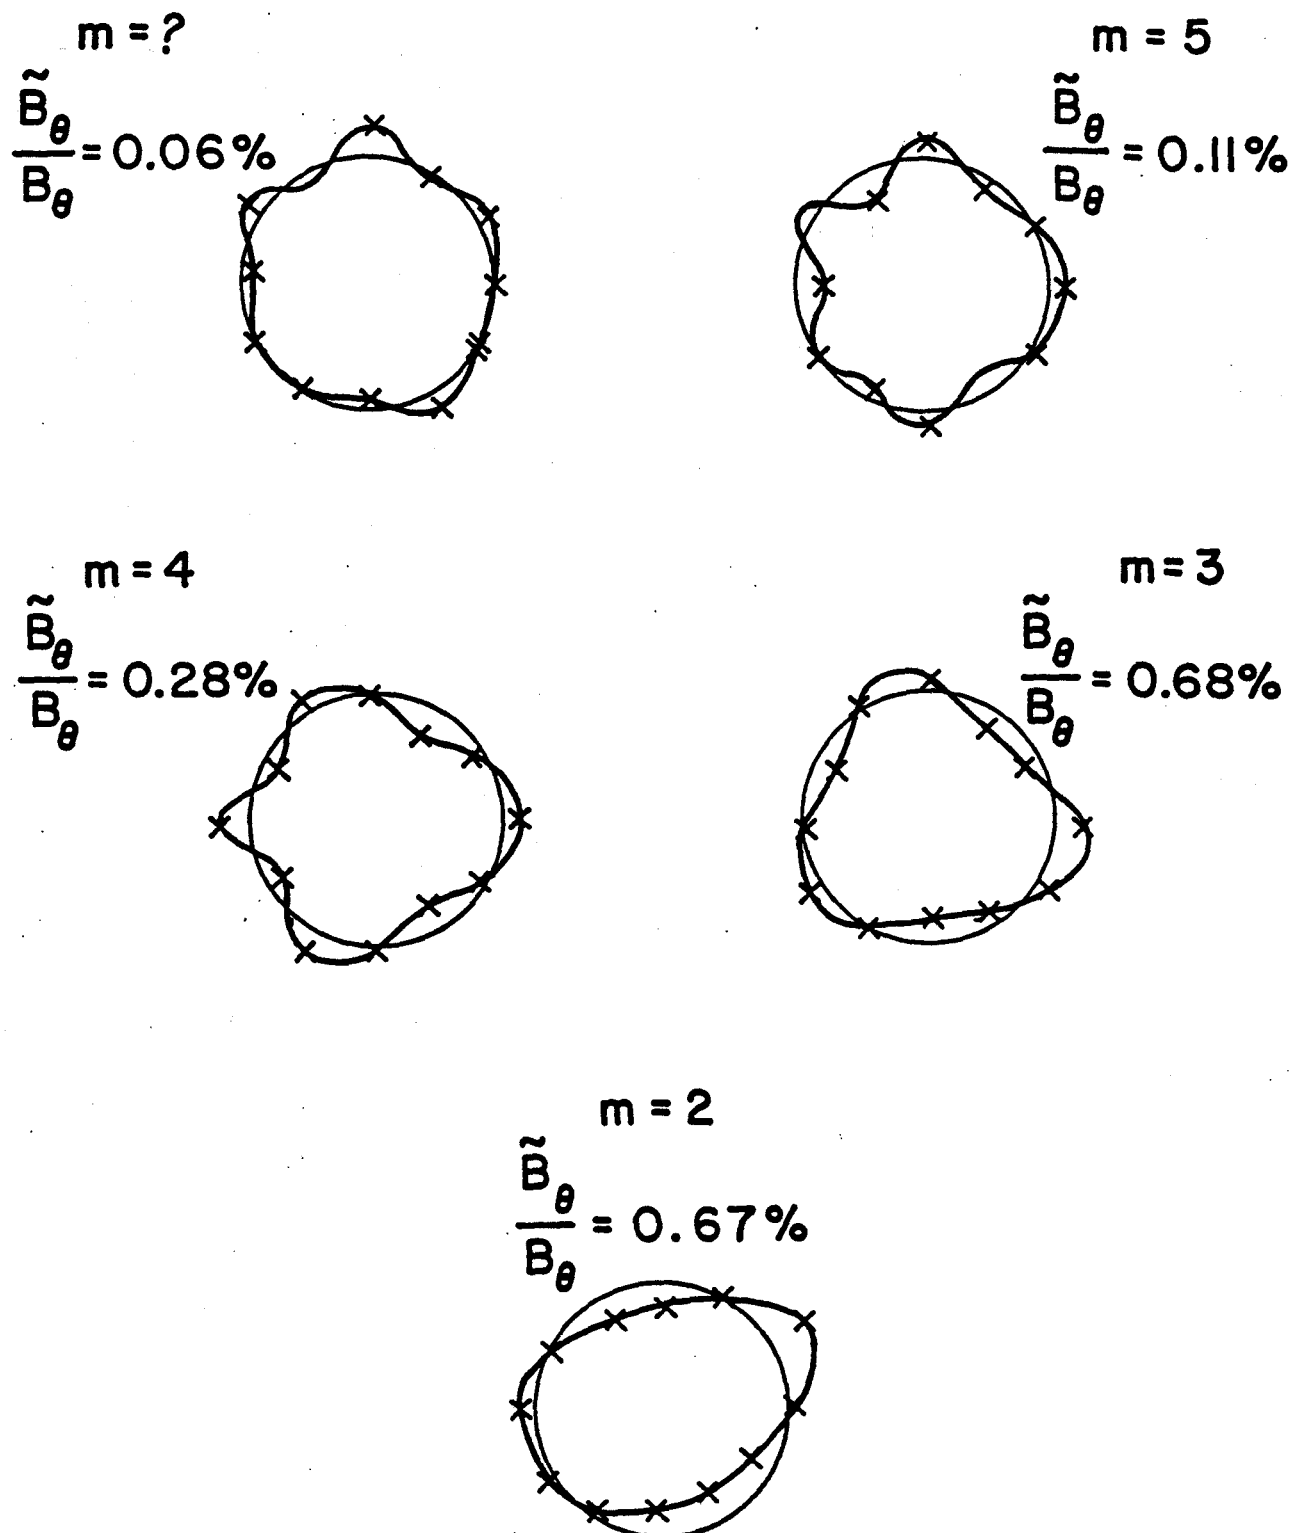 m = ?
B̃θ/Bθ = 0.06%
m = 5
B̃θ/Bθ = 0.11%
m = 4
B̃θ/Bθ = 0.28%
m = 3
B̃θ/Bθ = 0.68%
m = 2
B̃θ/Bθ = 0.67%